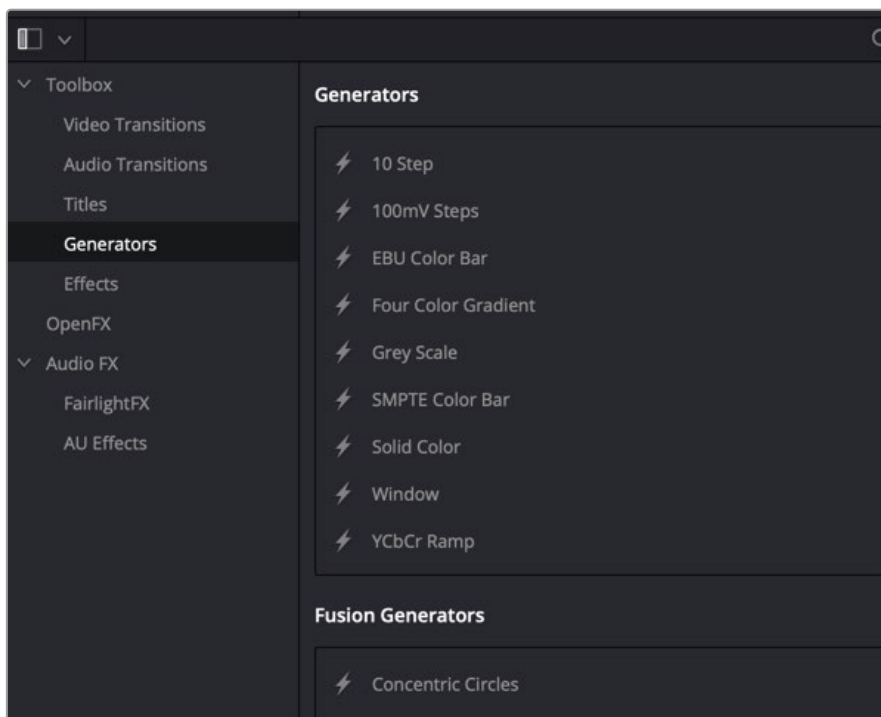 Toolbox
Video Transitions
Audio Transitions
Titles
Generators
Effects
OpenFX
Audio FX
FairlightFX
AU Effects
Generators
10 Step
100mV Steps
EBU Color Bar
Four Color Gradient
Grey Scale
SMPTE Color Bar
Solid Color
Window
YCbCr Ramp
Fusion Generators
Concentric Circles